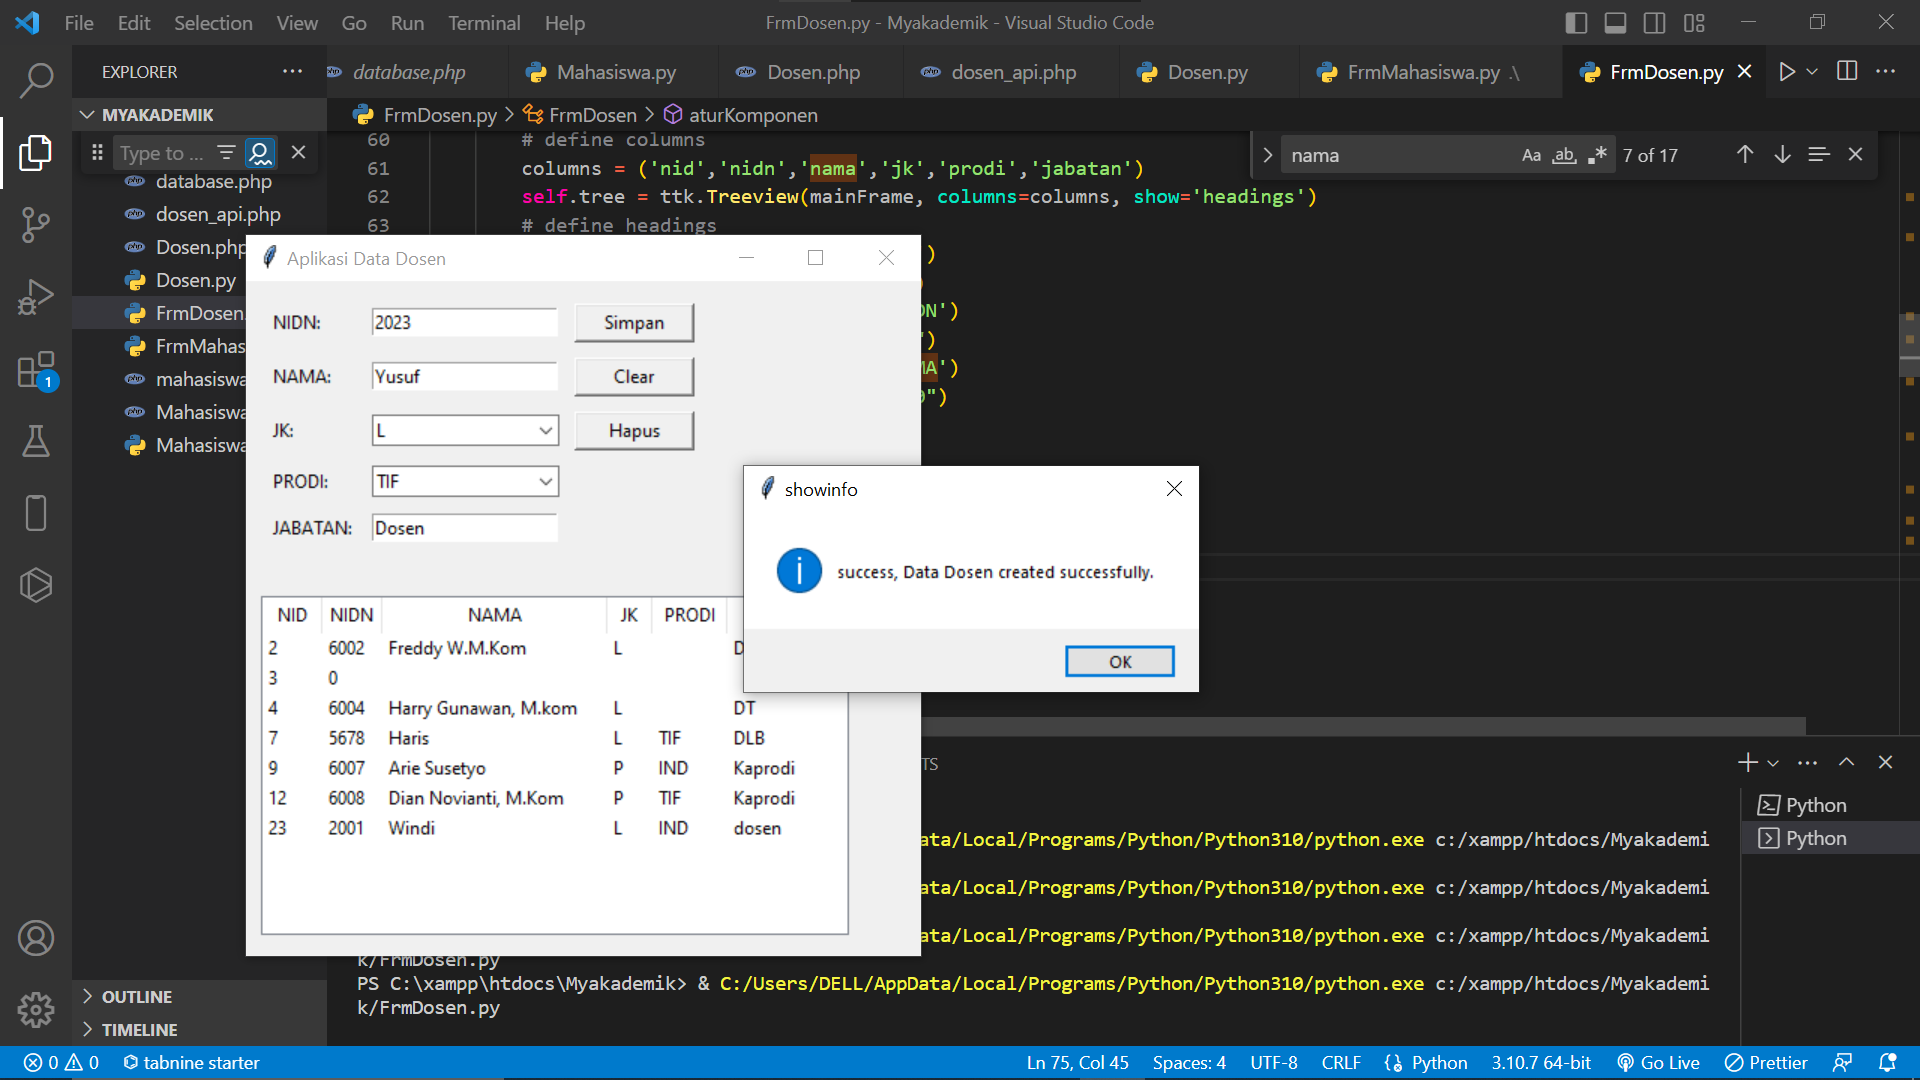 File Edit Selection View Go Run Terminal Help
FrmDosen.py - Myakademik - Visual Studio Code
EXPLORER
database.php Mahasiswa.py Dosen.php dosen_api.php Dosen.py FrmMahasiswa.py .\ FrmDosen.py
MYAKADEMIK
FrmDosen.py > FrmDosen > aturKomponen
Type to ...
database.php
dosen_api.php
Dosen.php
Dosen.py
FrmDosen.
FrmMahas
mahasiswa
Mahasiswa
Mahasiswa
OUTLINE
TIMELINE
60 # define columns
61 columns = ('nid','nidn','nama','jk','prodi','jabatan')
62 self.tree = ttk.Treeview(mainFrame, columns=columns, show='headings')
63 # define headings
)
)
DN')
")
MA')
0")
nama Aa ab .* 7 of 17
Aplikasi Data Dosen
NIDN: 2023 Simpan
NAMA: Yusuf Clear
JK: L Hapus
PRODI: TIF
JABATAN: Dosen
NID NIDN NAMA JK PRODI
2 6002 Freddy W.M.Kom L D
3 0
4 6004 Harry Gunawan, M.kom L DT
7 5678 Haris L TIF DLB
9 6007 Arie Susetyo P IND Kaprodi
12 6008 Dian Novianti, M.Kom P TIF Kaprodi
23 2001 Windi L IND dosen
showinfo
success, Data Dosen created successfully.
OK
TS
Python
Python
ata/Local/Programs/Python/Python310/python.exe c:/xampp/htdocs/Myakademi
ata/Local/Programs/Python/Python310/python.exe c:/xampp/htdocs/Myakademi
ata/Local/Programs/Python/Python310/python.exe c:/xampp/htdocs/Myakademi
k/FrmDosen.py
PS C:\xampp\htdocs\Myakademik> & C:/Users/DELL/AppData/Local/Programs/Python/Python310/python.exe c:/xampp/htdocs/Myakademi
k/FrmDosen.py
1
0 0 tabnine starter
Ln 75, Col 45 Spaces: 4 UTF-8 CRLF Python 3.10.7 64-bit Go Live Prettier